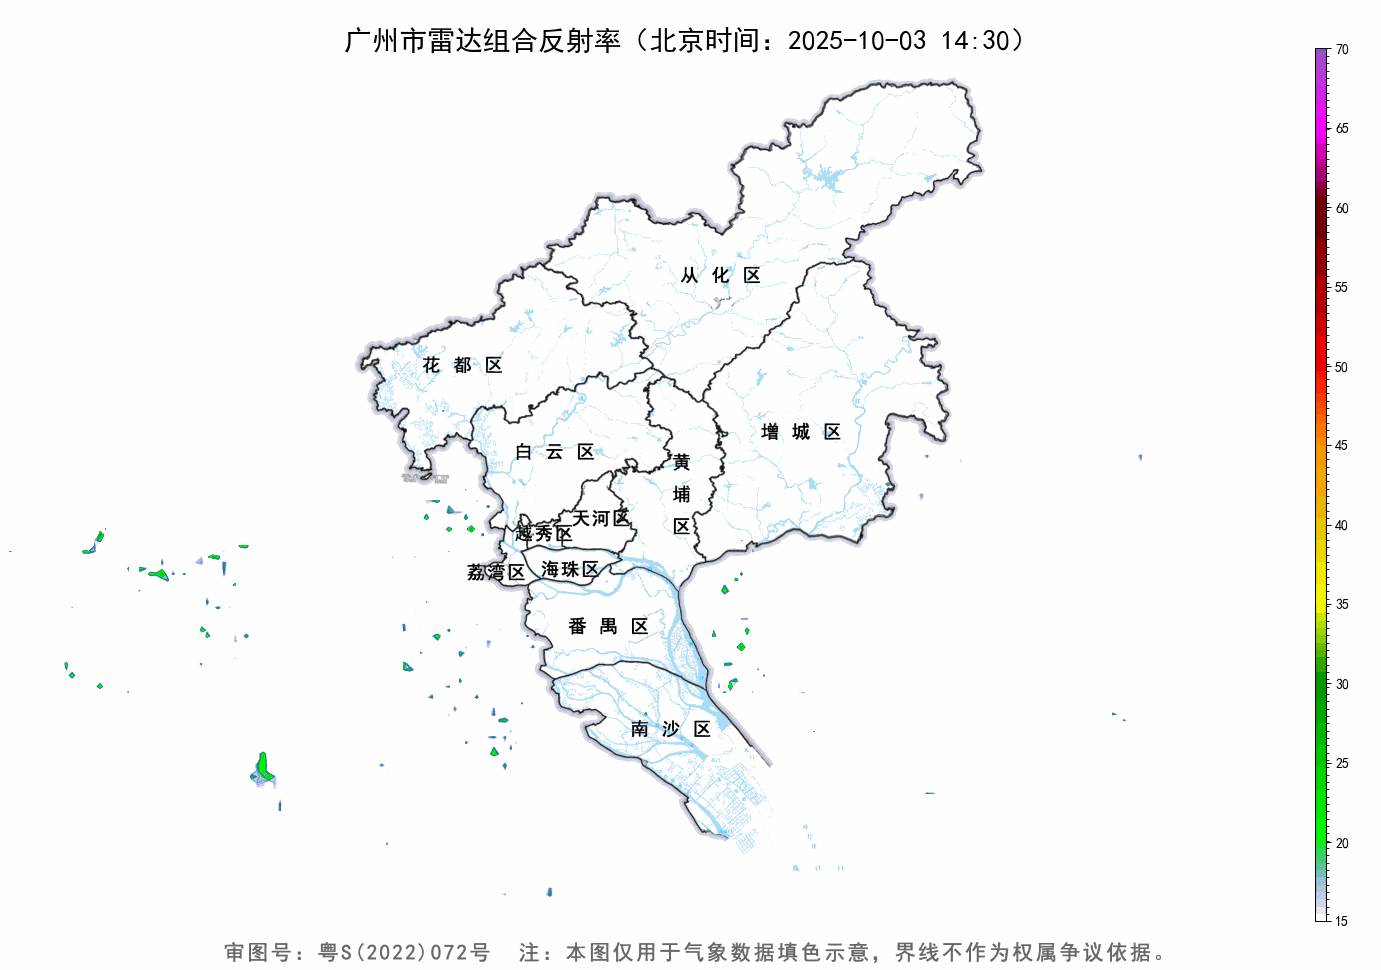 广州市雷达组合反射率（北京时间：2025-10-03 14:30）
70
65
60
55
50
45
40
35
30
25
20
15
从化区
花都区
增城区
白云区
黄埔区
天河区
越秀区
荔湾区
海珠区
番禺区
南沙区
审图号：粤S(2022)072号 注：本图仅用于气象数据填色示意，界线不作为权属争议依据。